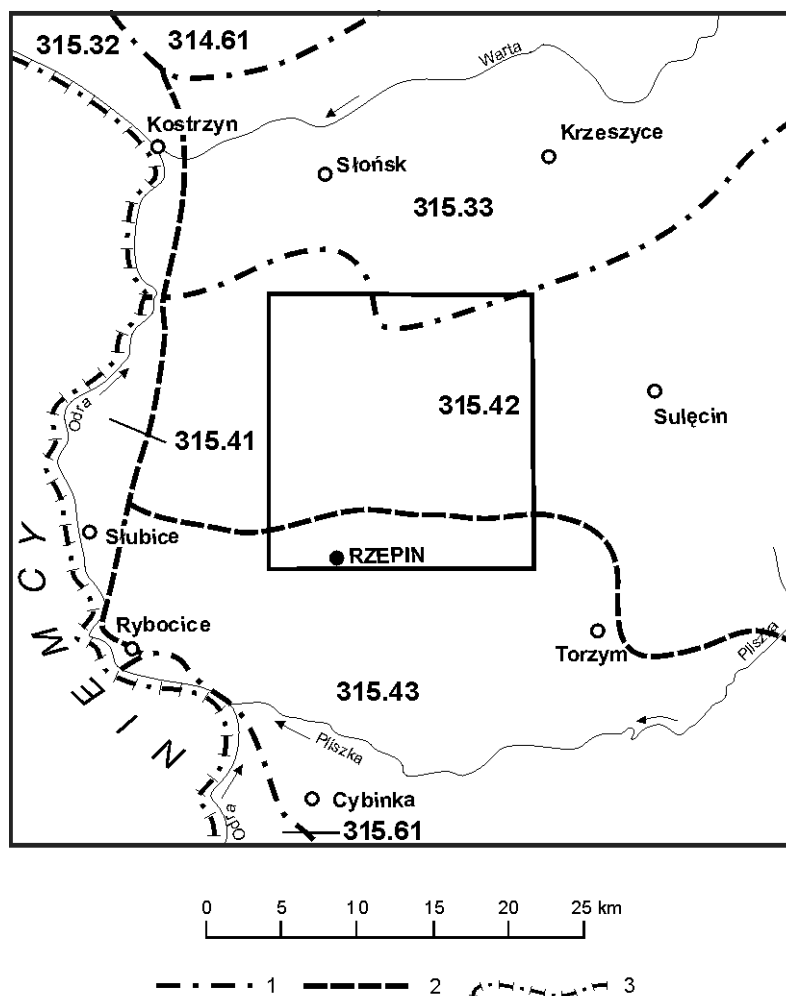 315.32
314.61
Warta
Kostrzyn
Krzeszyce
Słońsk
315.33
315.42
Sulęcin
Odra
315.41
Słubice
RZEPIN
Rybocice
Torzym
Pliszka
315.43
NIEMCY
Pliszka
Cybinka
Odra
315.61
0 5 10 15 20 25 km
1 2 3